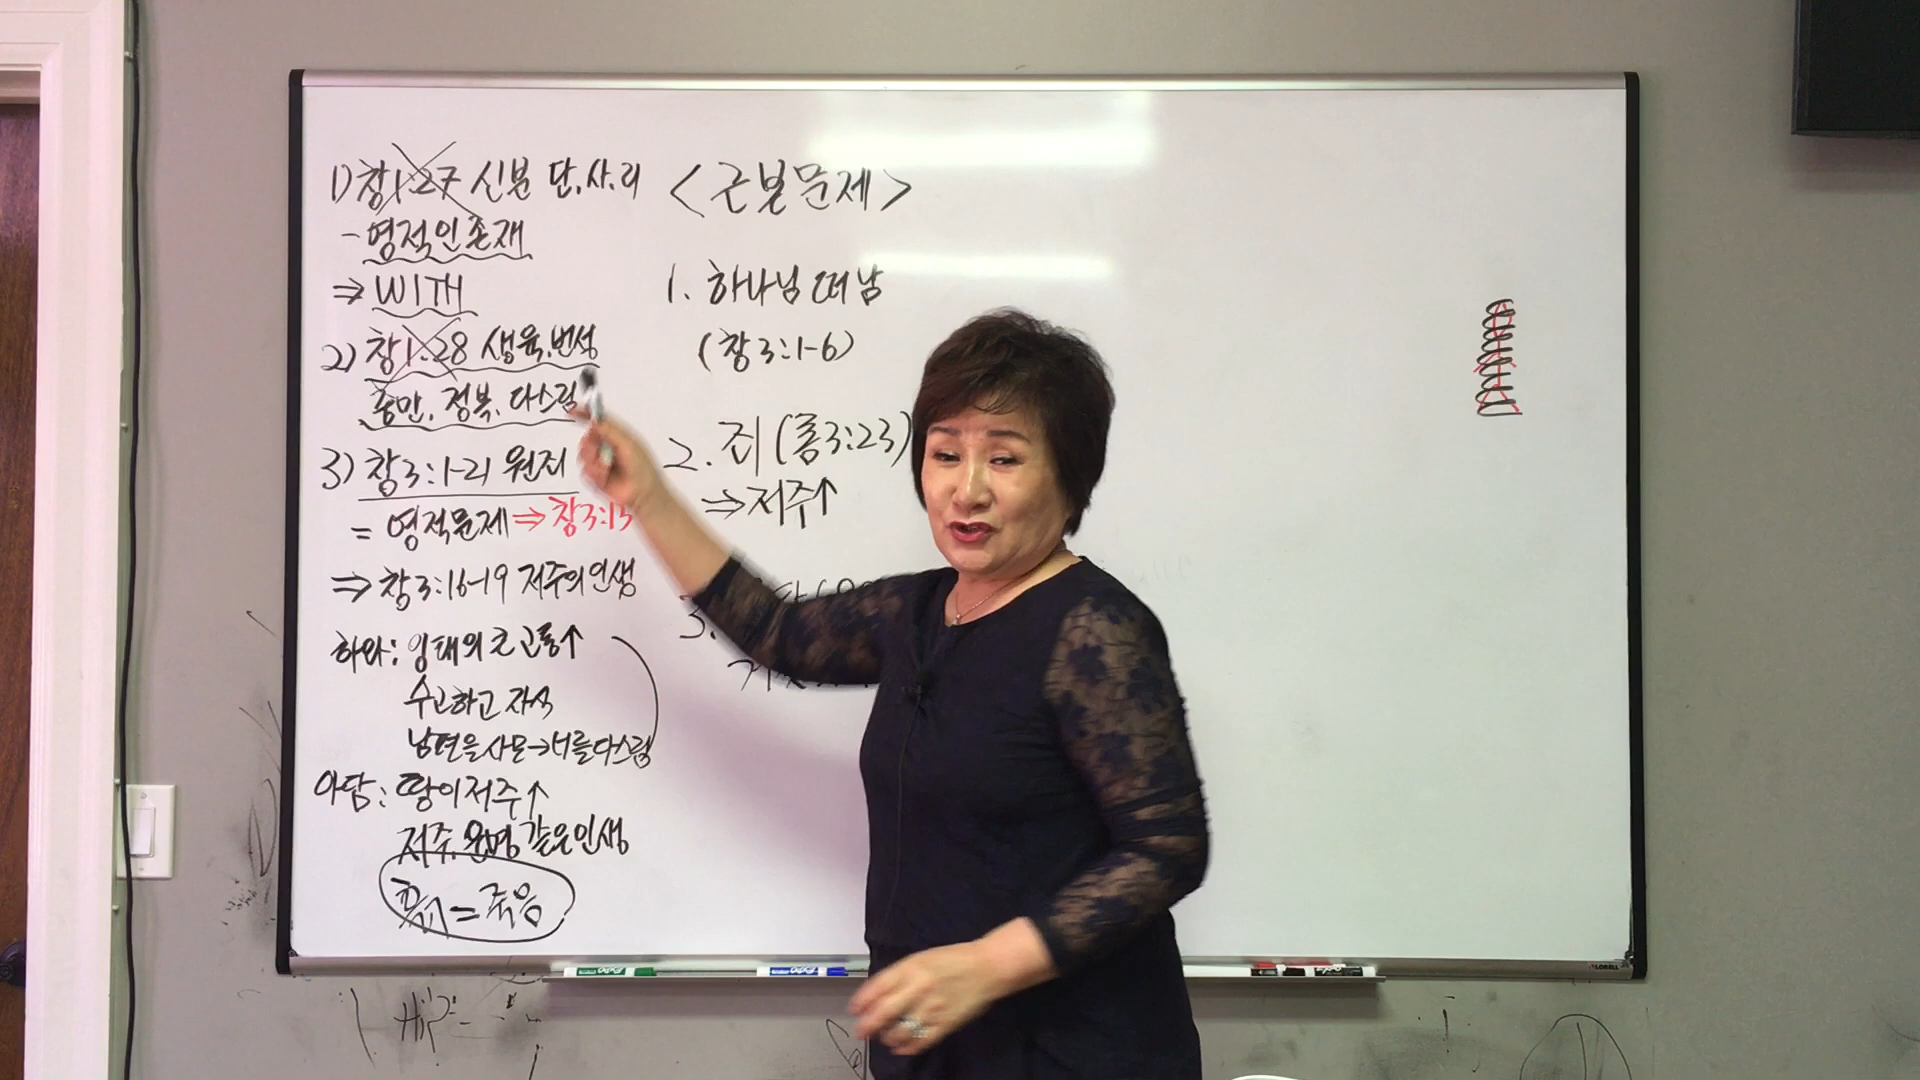 1) 창1:27 신분 단.사.리
- 영적인 존재
⇒ WITH
2) 창1:28 생육.번성
충만. 정복. 다스림
3) 창3:1-21 원죄
= 영적문제 ⇒ 창3:15
⇒ 창3:16-19 저주의 인생
하와: 잉태의 큰 고통↑
수고하고 자식
남편을 사모→너를 다스림
아담: 땅이 저주↑
저주. 운명 같은 인생
흙 = 죽음
<근본문제>
1. 하나님 떠남
(창3:1-6)
2. 죄 (롬3:23)
⇒ 저주↑
3.
LORELL